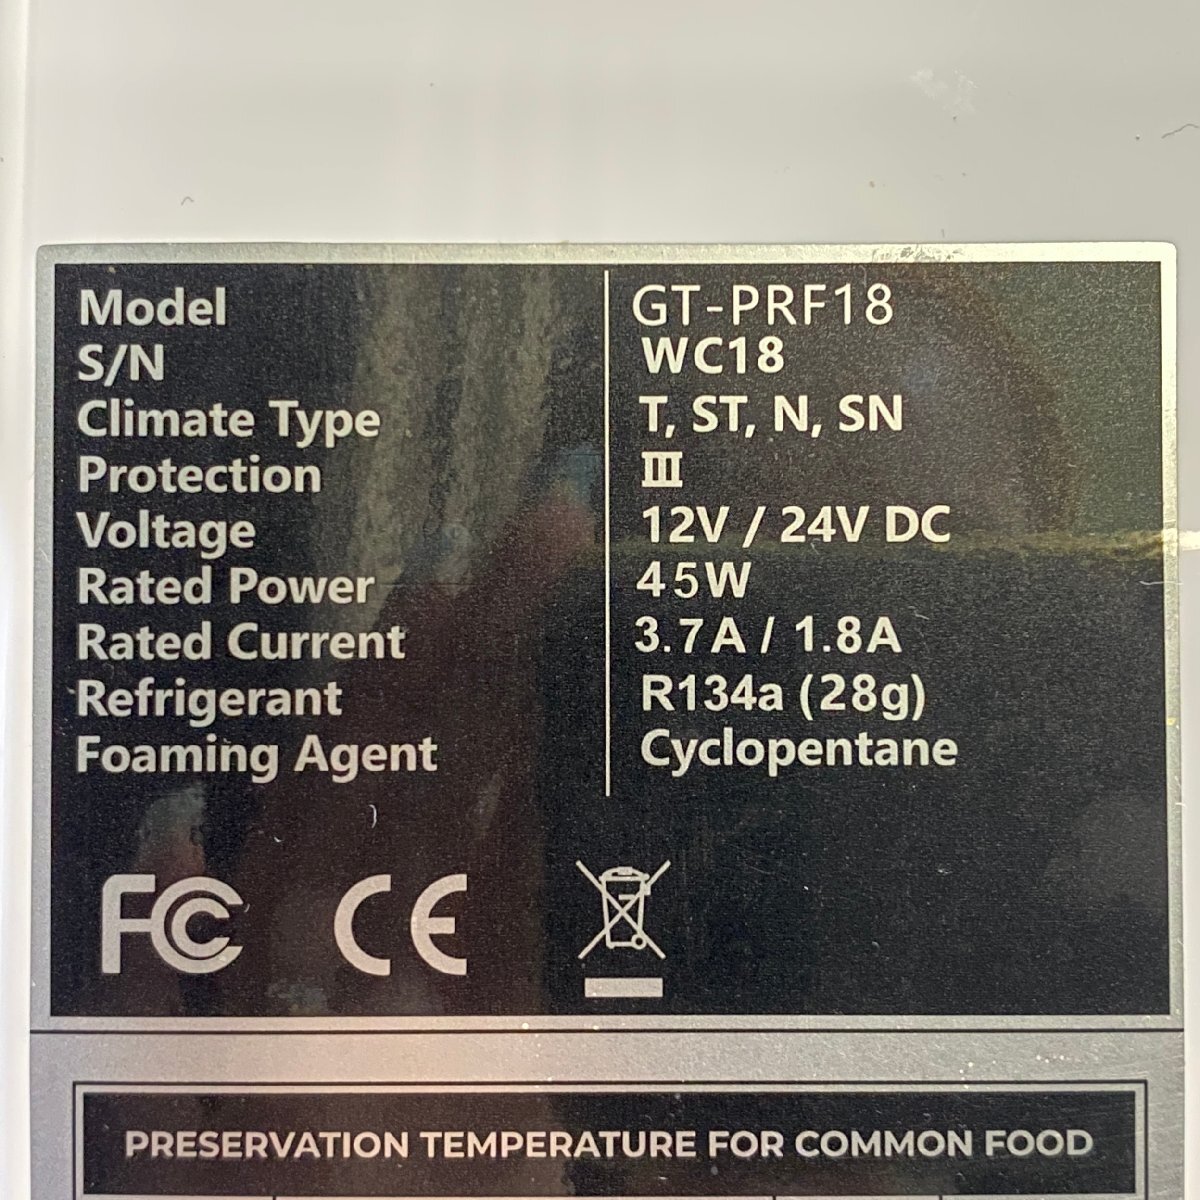 Model GT-PRF18
S/N WC18
Climate Type T, ST, N, SN
Protection III
Voltage 12V / 24V DC
Rated Power 45W
Rated Current 3.7A / 1.8A
Refrigerant R134a (28g)
Foaming Agent Cyclopentane
FC CE
PRESERVATION TEMPERATURE FOR COMMON FOOD